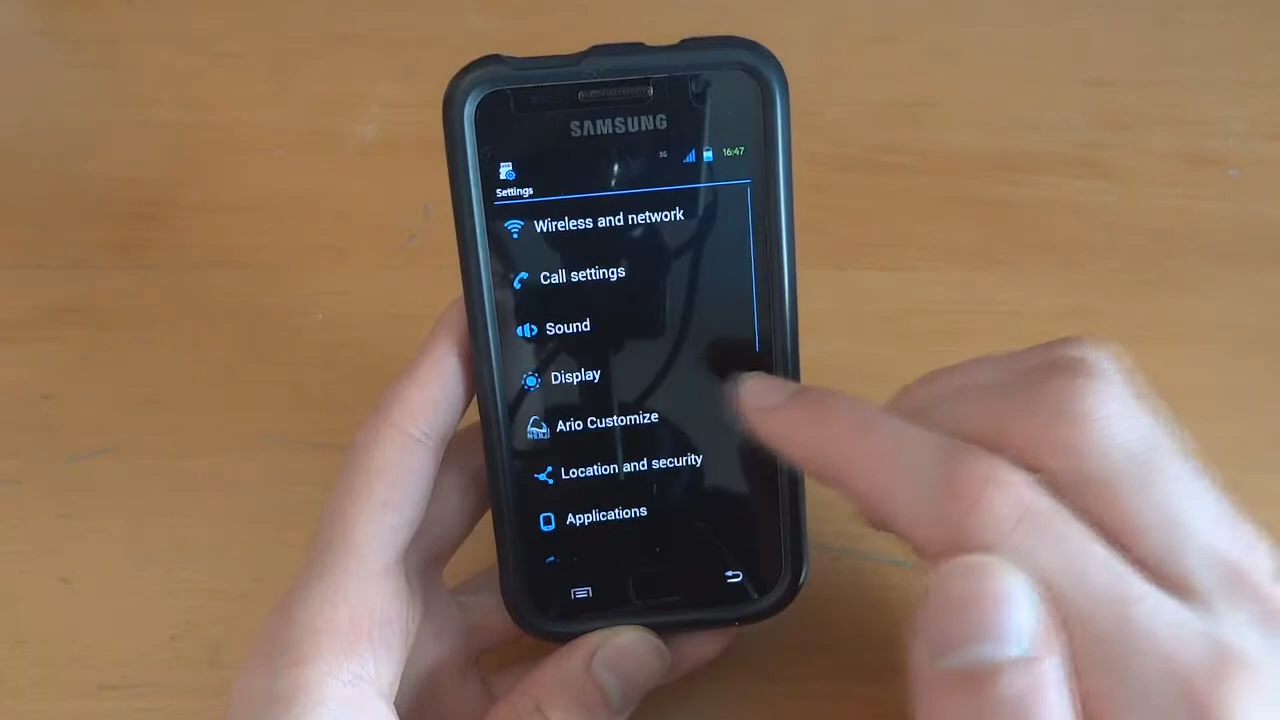 SAMSUNG
3G 16:47
Settings
Wireless and network
Call settings
Sound
Display
Ario Customize
Location and security
Applications